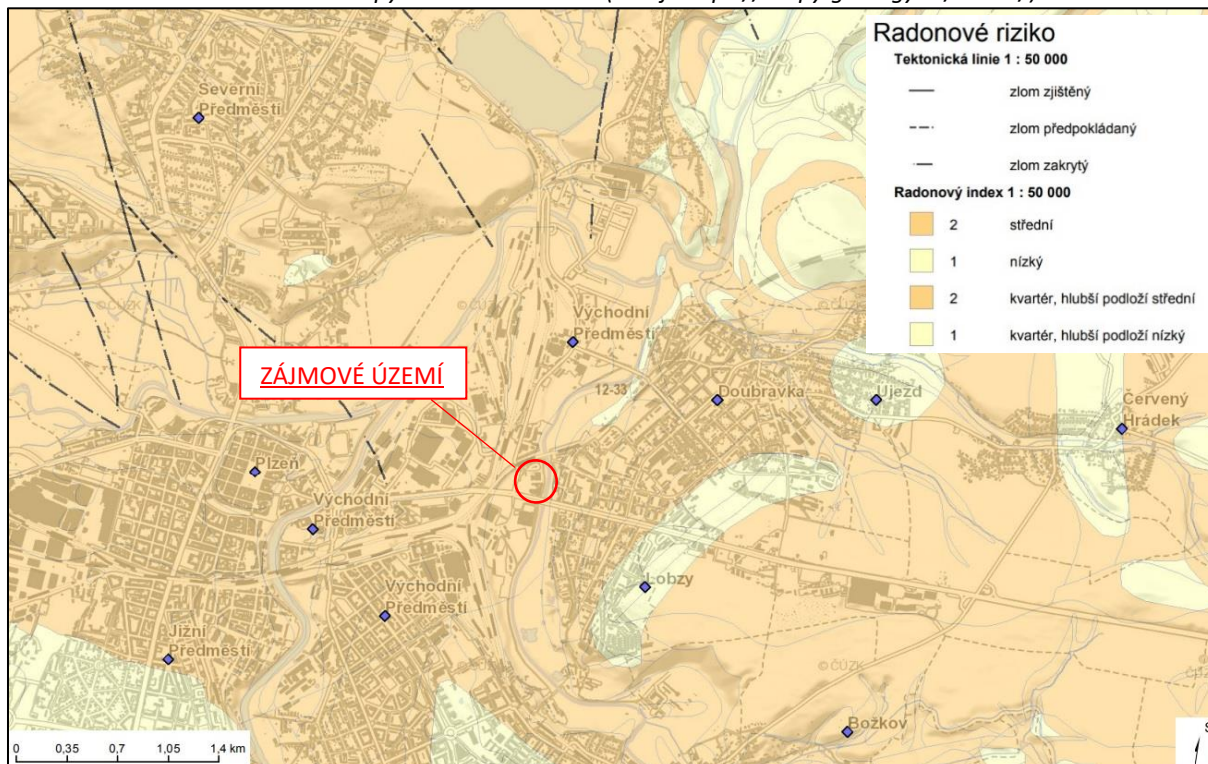 Radonové riziko
Tektonická linie 1 : 50 000
zlom zjištěný
zlom předpokládaný
zlom zakrytý
Radonový index 1 : 50 000
2 střední
1 nízký
2 kvartér, hlubší podloží střední
1 kvartér, hlubší podloží nízký
Severní
Předměstí
©ČÚZK
©ČÚZK
Východní
Předměstí
ZÁJMOVÉ ÚZEMÍ
12-33
Doubravka
Újezd
Červený
Hrádek
Plzeň
Východní
Předměstí
Východní
Předměstí
Lobzy
Jižní
Předměstí
©ČÚZK
Božkov
0 0,35 0,7 1,05 1,4 km
S